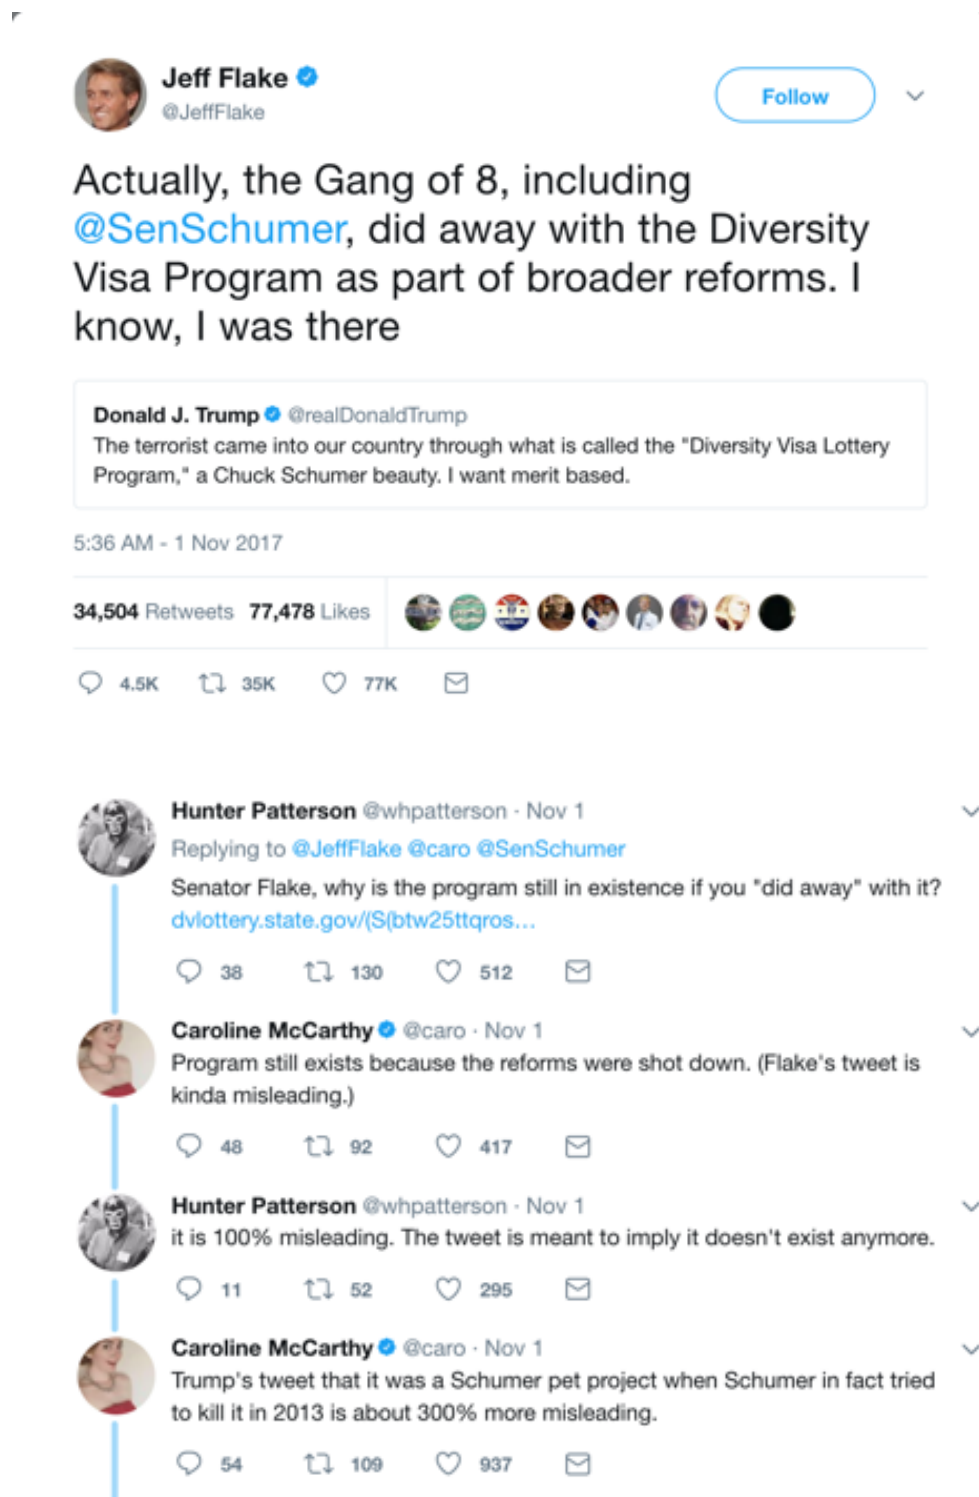 Jeff Flake
@JeffFlake
Follow
Actually, the Gang of 8, including
@SenSchumer, did away with the Diversity
Visa Program as part of broader reforms. I
know, I was there
Donald J. Trump @realDonaldTrump
The terrorist came into our country through what is called the "Diversity Visa Lottery
Program," a Chuck Schumer beauty. I want merit based.
5:36 AM - 1 Nov 2017
34,504 Retweets 77,478 Likes
4.5K 35K 77K
Hunter Patterson @whpatterson · Nov 1
Replying to @JeffFlake @caro @SenSchumer
Senator Flake, why is the program still in existence if you "did away" with it?
dvlottery.state.gov/(S(btw25ttqros...
38 130 512
Caroline McCarthy @caro · Nov 1
Program still exists because the reforms were shot down. (Flake's tweet is
kinda misleading.)
48 92 417
Hunter Patterson @whpatterson · Nov 1
it is 100% misleading. The tweet is meant to imply it doesn't exist anymore.
11 52 295
Caroline McCarthy @caro · Nov 1
Trump's tweet that it was a Schumer pet project when Schumer in fact tried
to kill it in 2013 is about 300% more misleading.
54 109 937